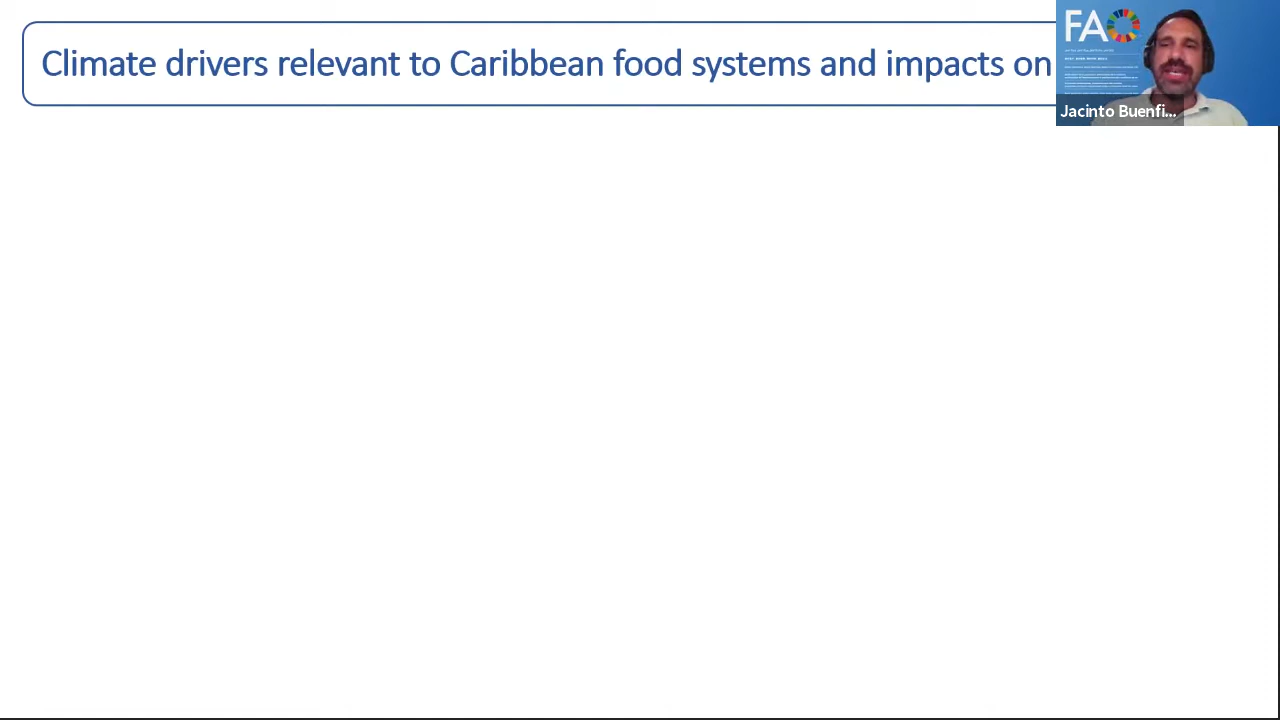 Climate drivers relevant to Caribbean food systems and impacts on
FAO
Jacinto Buenfi...